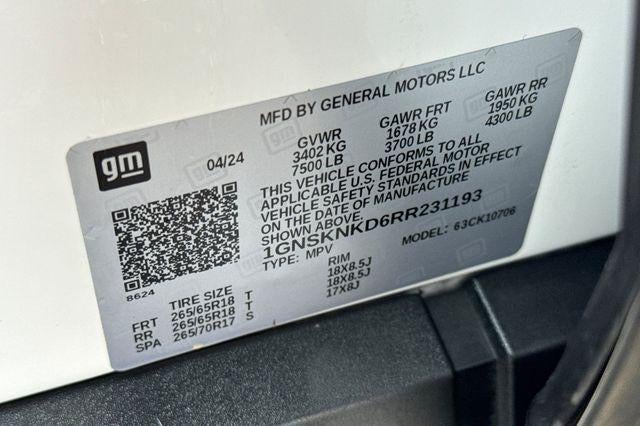 MFD BY GENERAL MOTORS LLC
gm
04/24
GVWR GAWR FRT GAWR RR
3402 KG 1678 KG 1950 KG
7500 LB 3700 LB 4300 LB
THIS VEHICLE CONFORMS TO ALL
APPLICABLE U.S. FEDERAL MOTOR
VEHICLE SAFETY STANDARDS IN EFFECT
ON THE DATE OF MANUFACTURE
SHOWN ABOVE.
1GNSKNKD6RR231193
TYPE: MPV MODEL: 63CK10706
8624
TIRE SIZE RIM
FRT 265/65R18 T 18X8.5J
RR 265/65R18 T 18X8.5J
SPA 265/70R17 S 17X8J